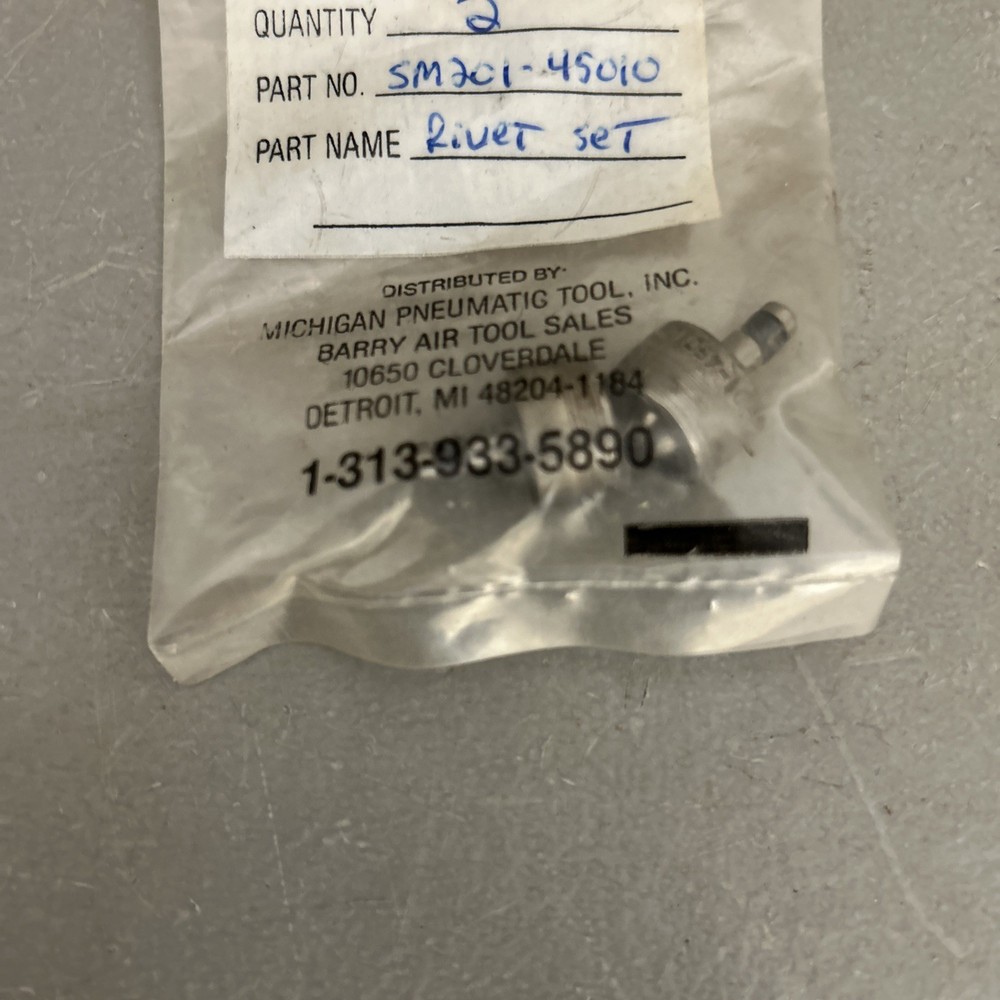 QUANTITY 2
PART NO. SM201-45010
PART NAME Rivet set
DISTRIBUTED BY:
MICHIGAN PNEUMATIC TOOL, INC.
BARRY AIR TOOL SALES
10650 CLOVERDALE
DETROIT, MI 48204-1184
1-313-933-5890